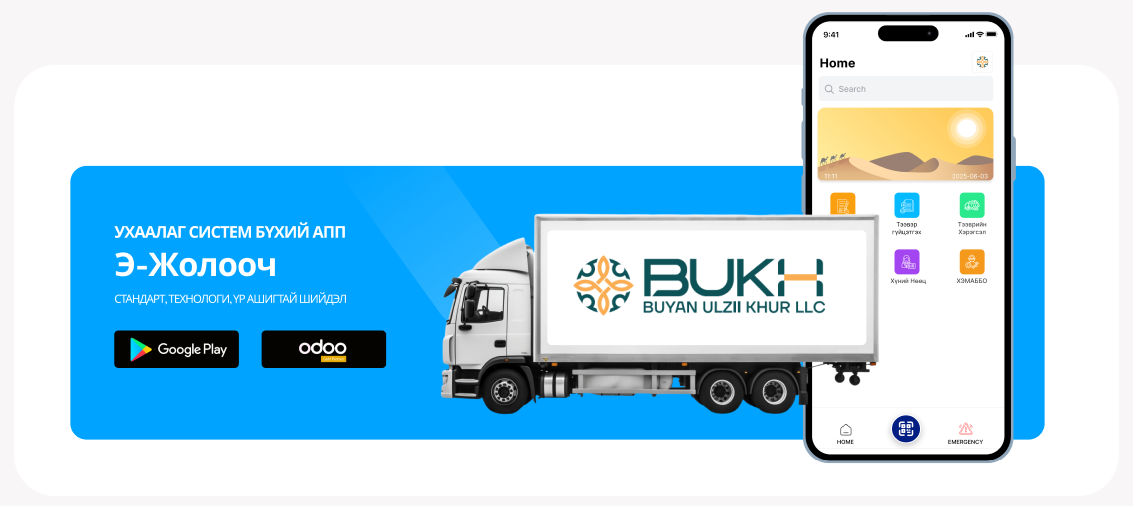 УХААЛАГ СИСТЕМ БҮХИЙ АПП
Э-Жолооч
СТАНДАРТ, ТЕХНОЛОГИ, ҮР АШИГТАЙ ШИЙДЭЛ
Google Play
odoo
BUKH
BUYAN ULZII KHUR LLC
9:41
Home
Search
11:11
2025-06-03
Тээвэр гүйцэтгэх
Тээврийн Хэрэгсэл
Хүний Нөөц
ХЭМАББО
HOME
EMERGENCY